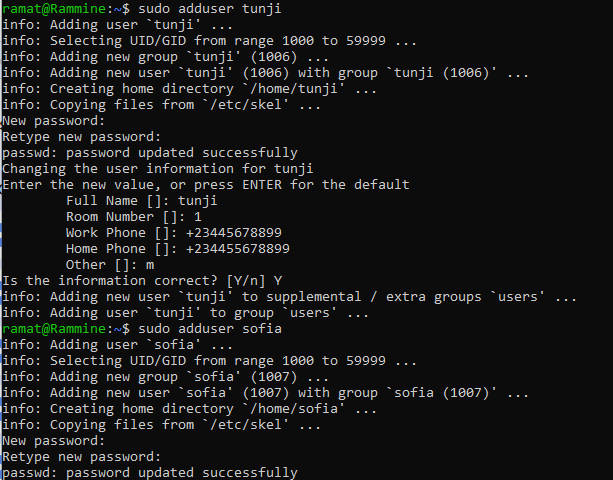 ramat@Rammine:~$ sudo adduser tunji
info: Adding user `tunji' ...
info: Selecting UID/GID from range 1000 to 59999 ...
info: Adding new group `tunji' (1006) ...
info: Adding new user `tunji' (1006) with group `tunji (1006)' ...
info: Creating home directory `/home/tunji' ...
info: Copying files from `/etc/skel' ...
New password:
Retype new password:
passwd: password updated successfully
Changing the user information for tunji
Enter the new value, or press ENTER for the default
        Full Name []: tunji
        Room Number []: 1
        Work Phone []: +23445678899
        Home Phone []: +234455678899
        Other []: m
Is the information correct? [Y/n] Y
info: Adding new user `tunji' to supplemental / extra groups `users' ...
info: Adding user `tunji' to group `users' ...
ramat@Rammine:~$ sudo adduser sofia
info: Adding user `sofia' ...
info: Selecting UID/GID from range 1000 to 59999 ...
info: Adding new group `sofia' (1007) ...
info: Adding new user `sofia' (1007) with group `sofia (1007)' ...
info: Creating home directory `/home/sofia' ...
info: Copying files from `/etc/skel' ...
New password:
Retype new password:
passwd: password updated successfully